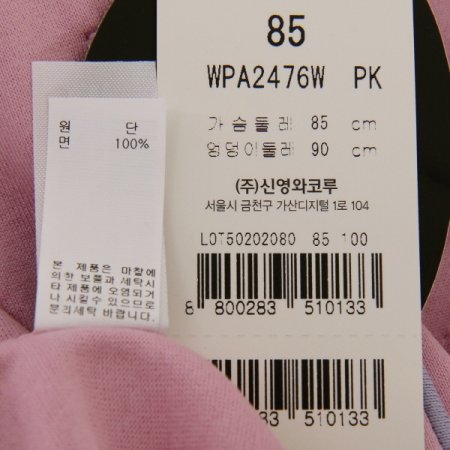 85
WPA2476W PK
가슴둘레 85 cm
엉덩이둘레 90 cm
(주)신영와코루
서울시 금천구 가산디지털 1로 104
LOT50202080 85 100
8 800283 510133
510133
원 단
면 100%
본 제품은 마찰에
의한 보풀과 세탁시
타 제품에 오염되거
나 시킬수 있으므로
분리세탁 바랍니다.